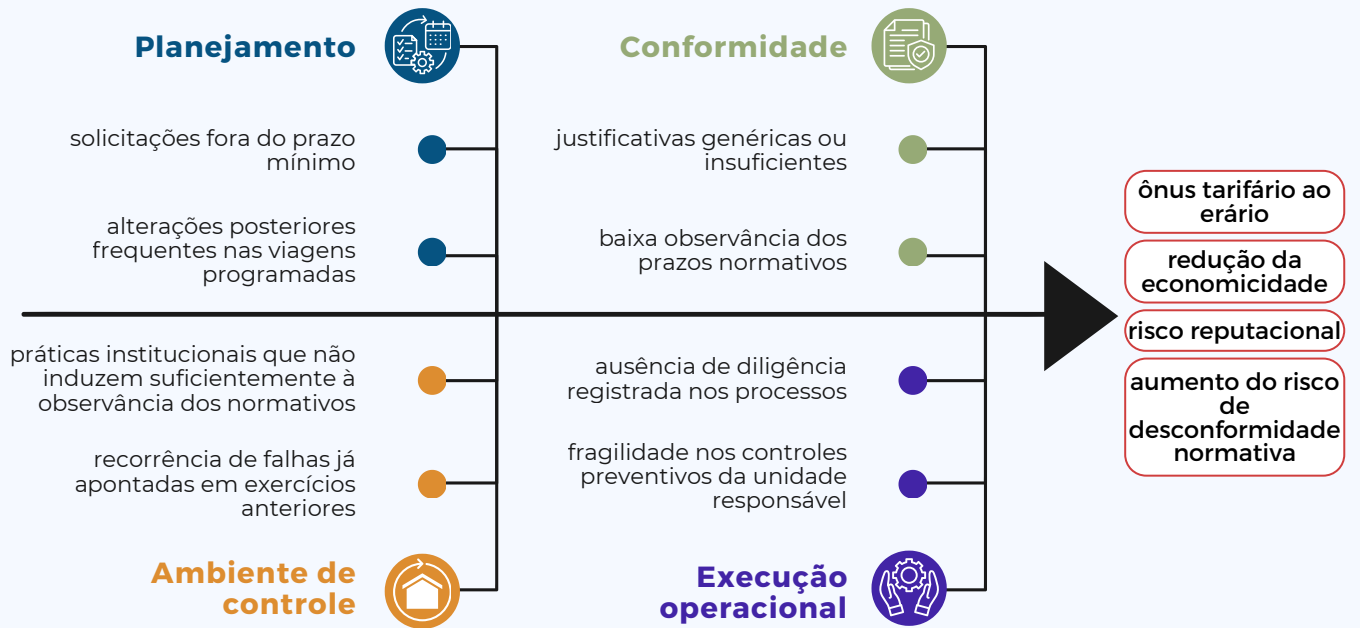 Planejamento
solicitações fora do prazo
mínimo
alterações posteriores
frequentes nas viagens
programadas
Conformidade
justificativas genéricas ou
insuficientes
baixa observância dos
prazos normativos
práticas institucionais que não
induzem suficientemente à
observância dos normativos
recorrência de falhas já
apontadas em exercícios
anteriores
Ambiente de
controle
ausência de diligência
registrada nos processos
fragilidade nos controles
preventivos da unidade
responsável
Execução
operacional
ônus tarifário ao
erário
redução da
economicidade
risco reputacional
aumento do risco
de
desconformidade
normativa